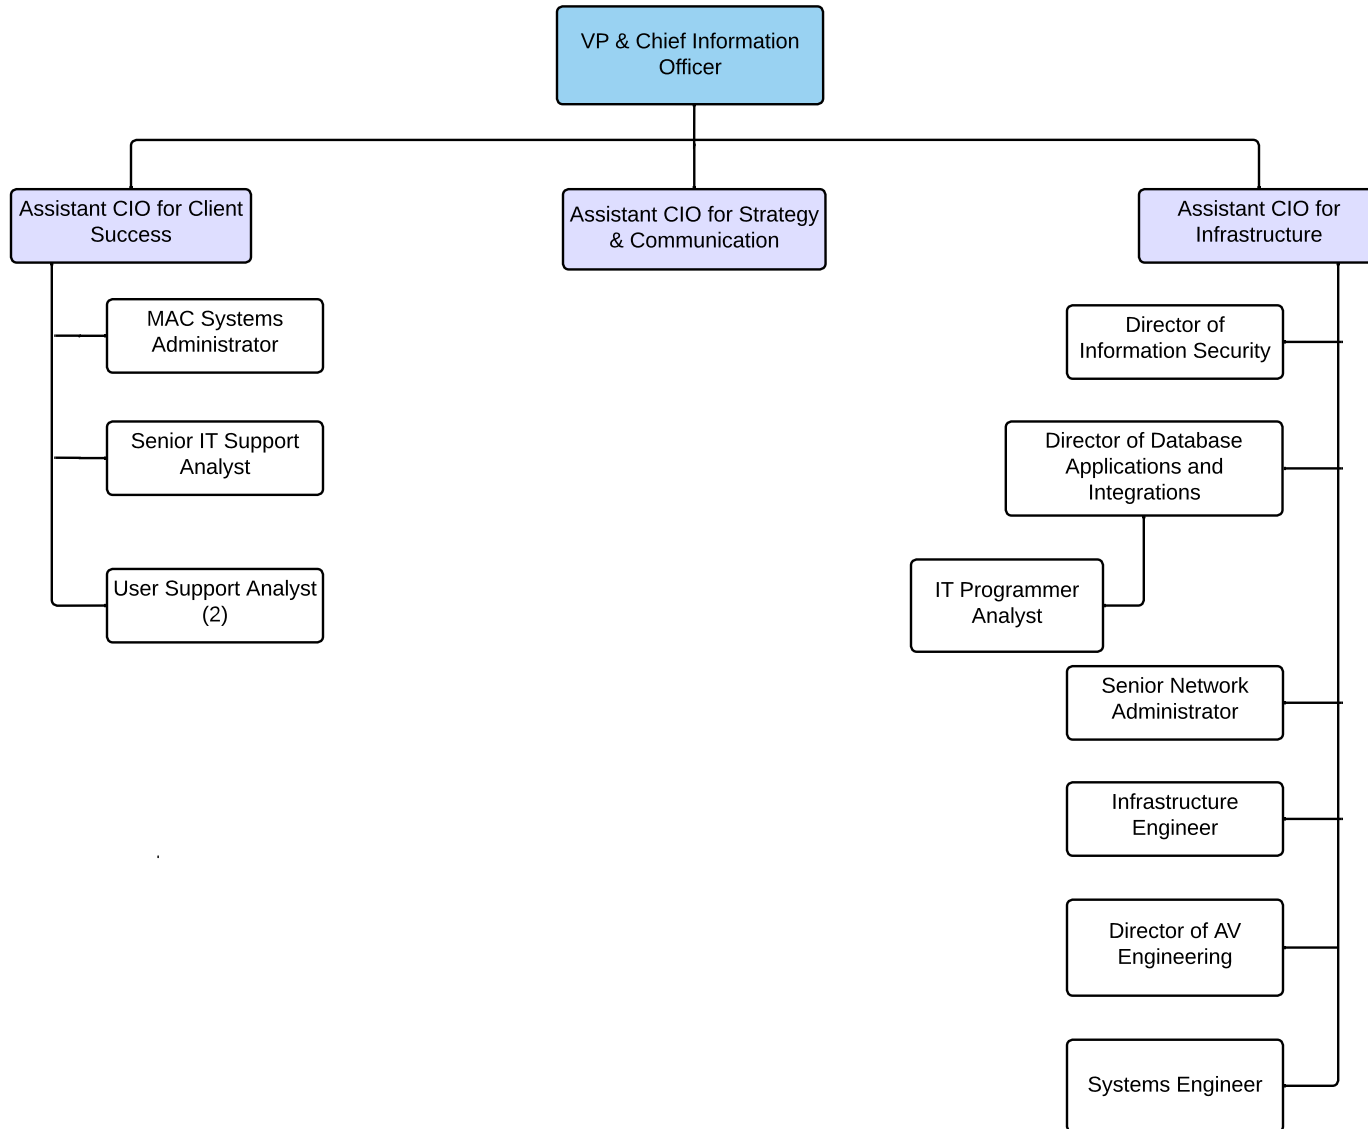 VP & Chief Information
Officer
Assistant CIO for Client
Success
Assistant CIO for Strategy
& Communication
Assistant CIO for
Infrastructure
MAC Systems
Administrator
Senior IT Support
Analyst
User Support Analyst
(2)
Director of
Information Security
Director of Database
Applications and
Integrations
IT Programmer
Analyst
Senior Network
Administrator
Infrastructure
Engineer
Director of AV
Engineering
Systems Engineer